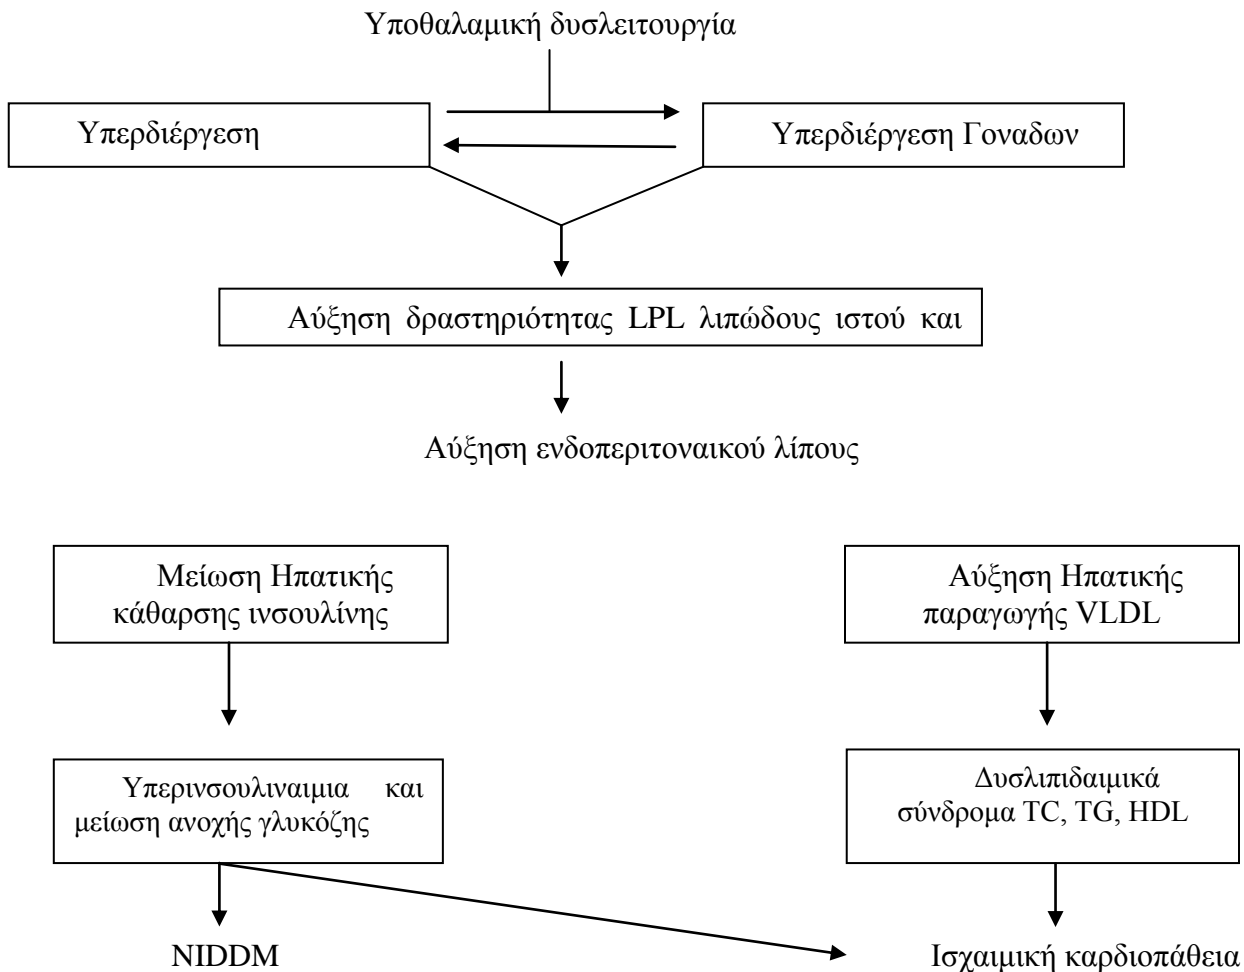 Υποθαλαμική δυσλειτουργία
Υπερδιέργεση
Υπερδιέργεση Γοναδων
Αύξηση δραστηριότητας LPL λιπώδους ιστού και
Αύξηση ενδοπεριτοναικού λίπους
Μείωση Ηπατικής
κάθαρσης ινσουλίνης
Αύξηση Ηπατικής
παραγωγής VLDL
Υπερινσουλιναιμια και
μείωση ανοχής γλυκόζης
Δυσλιπιδαιμικά
σύνδρομα TC, TG, HDL
NIDDM
Ισχαιμική καρδιοπάθεια